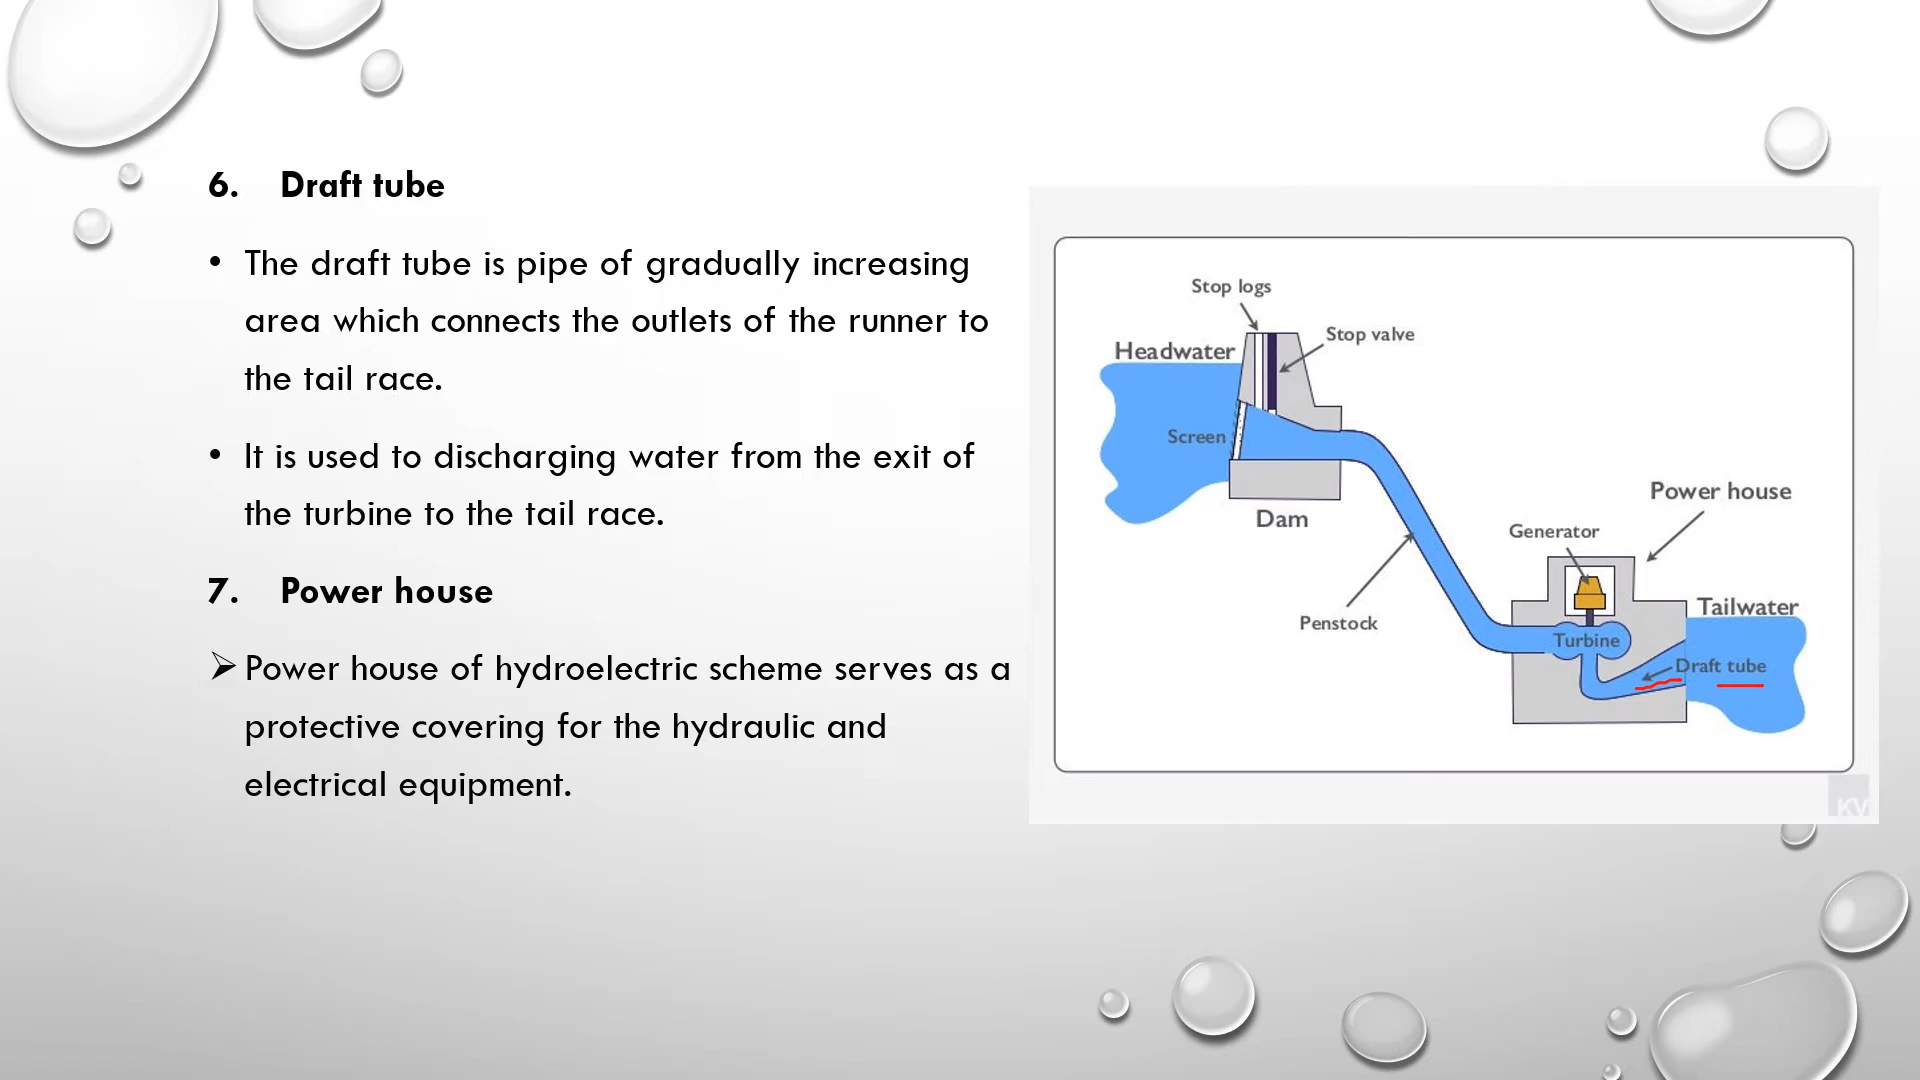 6. Draft tube
• The draft tube is pipe of gradually increasing
area which connects the outlets of the runner to
the tail race.
• It is used to discharging water from the exit of
the turbine to the tail race.
7. Power house
➢ Power house of hydroelectric scheme serves as a
protective covering for the hydraulic and
electrical equipment.
Stop logs
Stop valve
Headwater
Screen
Dam
Power house
Generator
Penstock
Tailwater
Turbine
Draft tube
KV